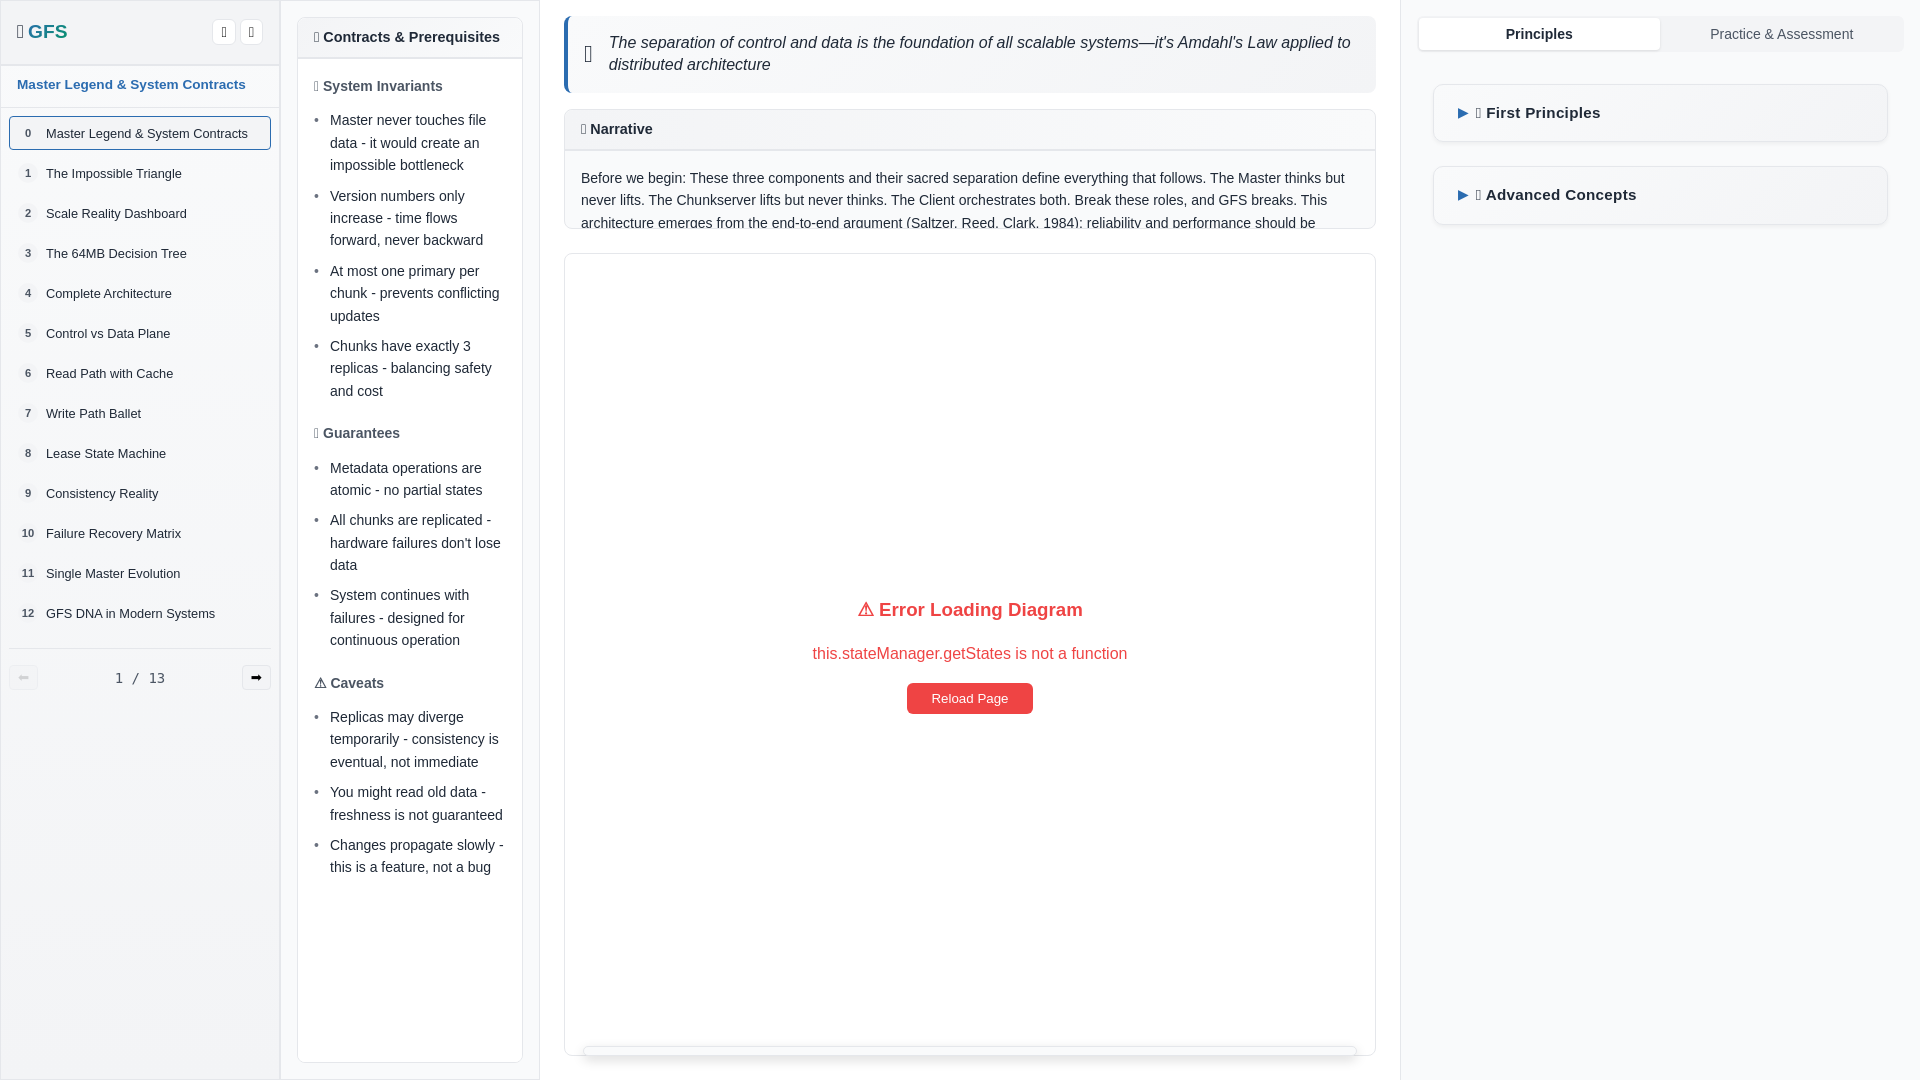 GFS
Master Legend & System Contracts
0 Master Legend & System Contracts
1 The Impossible Triangle
2 Scale Reality Dashboard
3 The 64MB Decision Tree
4 Complete Architecture
5 Control vs Data Plane
6 Read Path with Cache
7 Write Path Ballet
8 Lease State Machine
9 Consistency Reality
10 Failure Recovery Matrix
11 Single Master Evolution
12 GFS DNA in Modern Systems
⬅ 1 / 13 ➡
Contracts & Prerequisites
System Invariants
• Master never touches file
data - it would create an
impossible bottleneck
• Version numbers only
increase - time flows
forward, never backward
• At most one primary per
chunk - prevents conflicting
updates
• Chunks have exactly 3
replicas - balancing safety
and cost
Guarantees
• Metadata operations are
atomic - no partial states
• All chunks are replicated -
hardware failures don't lose
data
• System continues with
failures - designed for
continuous operation
⚠ Caveats
• Replicas may diverge
temporarily - consistency is
eventual, not immediate
• You might read old data -
freshness is not guaranteed
• Changes propagate slowly -
this is a feature, not a bug
The separation of control and data is the foundation of all scalable systems—it's Amdahl's Law applied to
distributed architecture
Narrative
Before we begin: These three components and their sacred separation define everything that follows. The Master thinks but
never lifts. The Chunkserver lifts but never thinks. The Client orchestrates both. Break these roles, and GFS breaks. This
architecture emerges from the end-to-end argument (Saltzer, Reed, Clark, 1984): reliability and performance should be
⚠ Error Loading Diagram
this.stateManager.getStates is not a function
Reload Page
Principles
Practice & Assessment
▶ First Principles
▶ Advanced Concepts